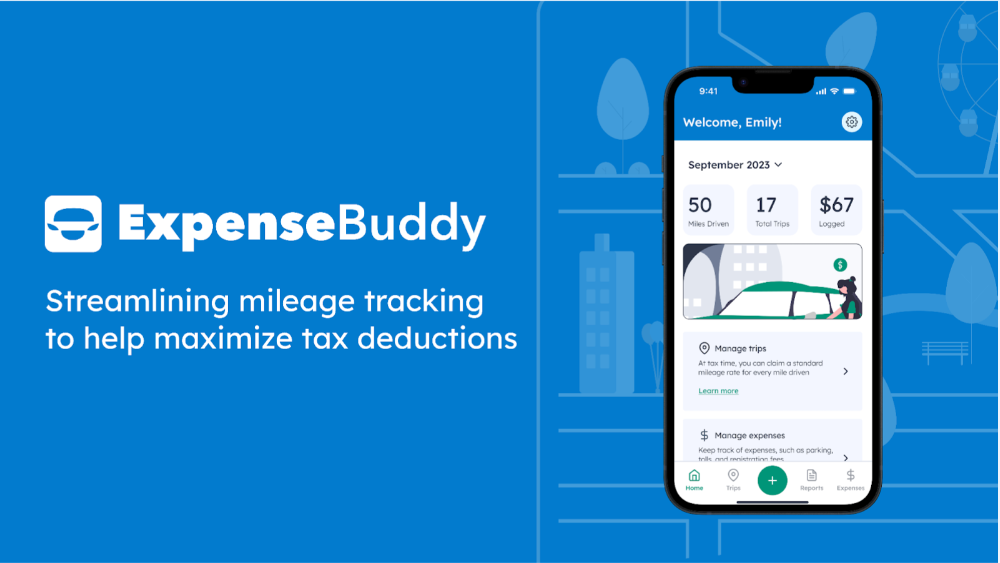 ExpenseBuddy
Streamlining mileage tracking
to help maximize tax deductions
9:41
Welcome, Emily!
September 2023
50
Miles Driven
17
Total Trips
$67
Logged
$
Manage trips
At tax time, you can claim a standard
mileage rate for every mile driven
Learn more
$ Manage expenses
Keep track of expenses, such as parking,
tolls, and registration fees
Home
Trips
+
Reports
$
Expenses